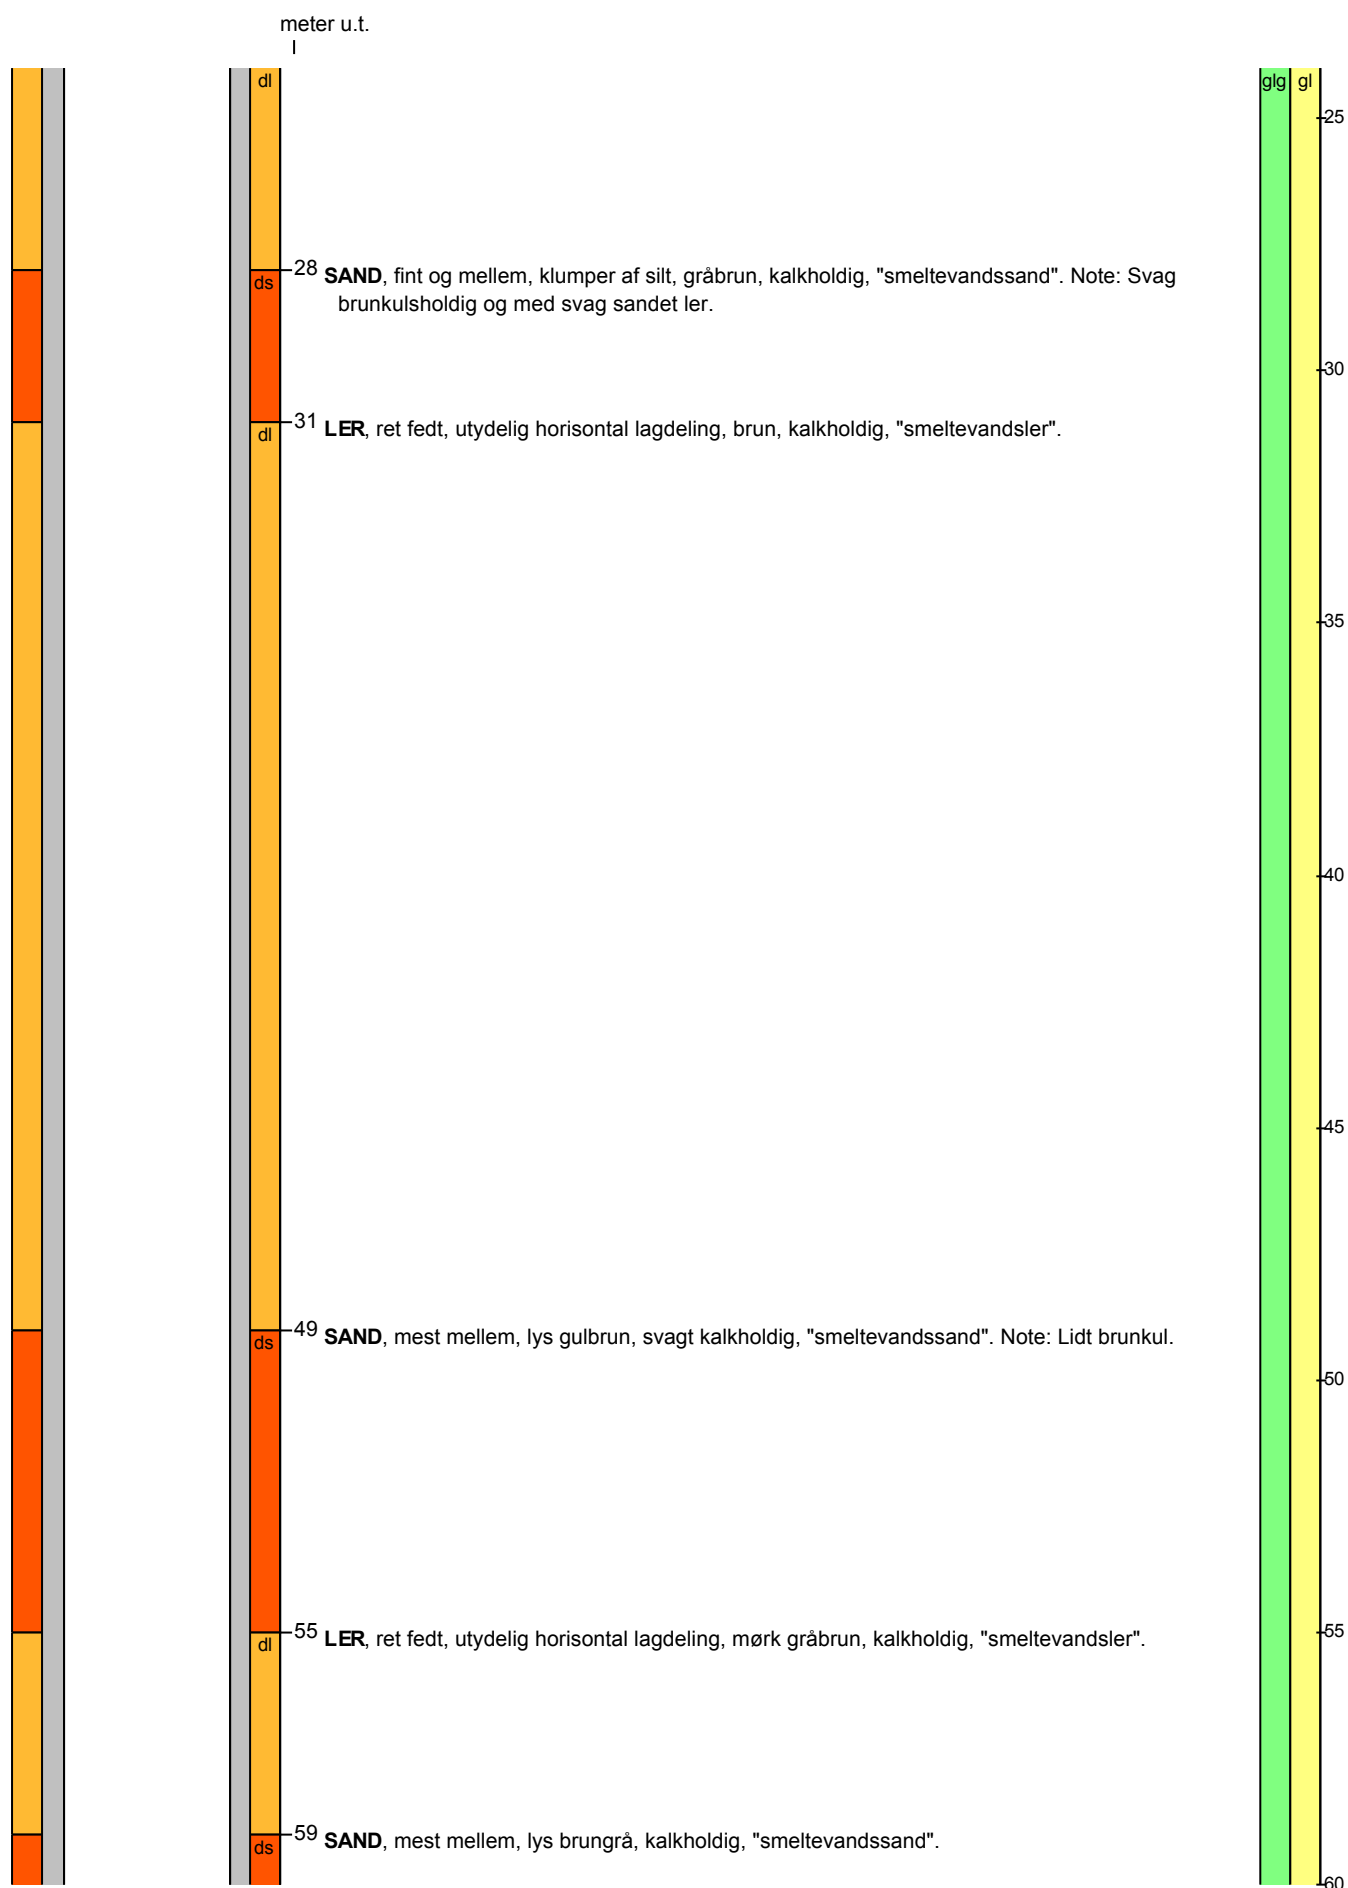 meter u.t.
dl
glg gl
25
28 SAND, fint og mellem, klumper af silt, gråbrun, kalkholdig, "smeltevandssand". Note: Svag
ds
brunkulsholdig og med svag sandet ler.
30
31 LER, ret fedt, utydelig horisontal lagdeling, brun, kalkholdig, "smeltevandsler".
dl
35
40
45
49 SAND, mest mellem, lys gulbrun, svagt kalkholdig, "smeltevandssand". Note: Lidt brunkul.
ds
50
55 LER, ret fedt, utydelig horisontal lagdeling, mørk gråbrun, kalkholdig, "smeltevandsler".
55
dl
59 SAND, mest mellem, lys brungrå, kalkholdig, "smeltevandssand".
ds
60